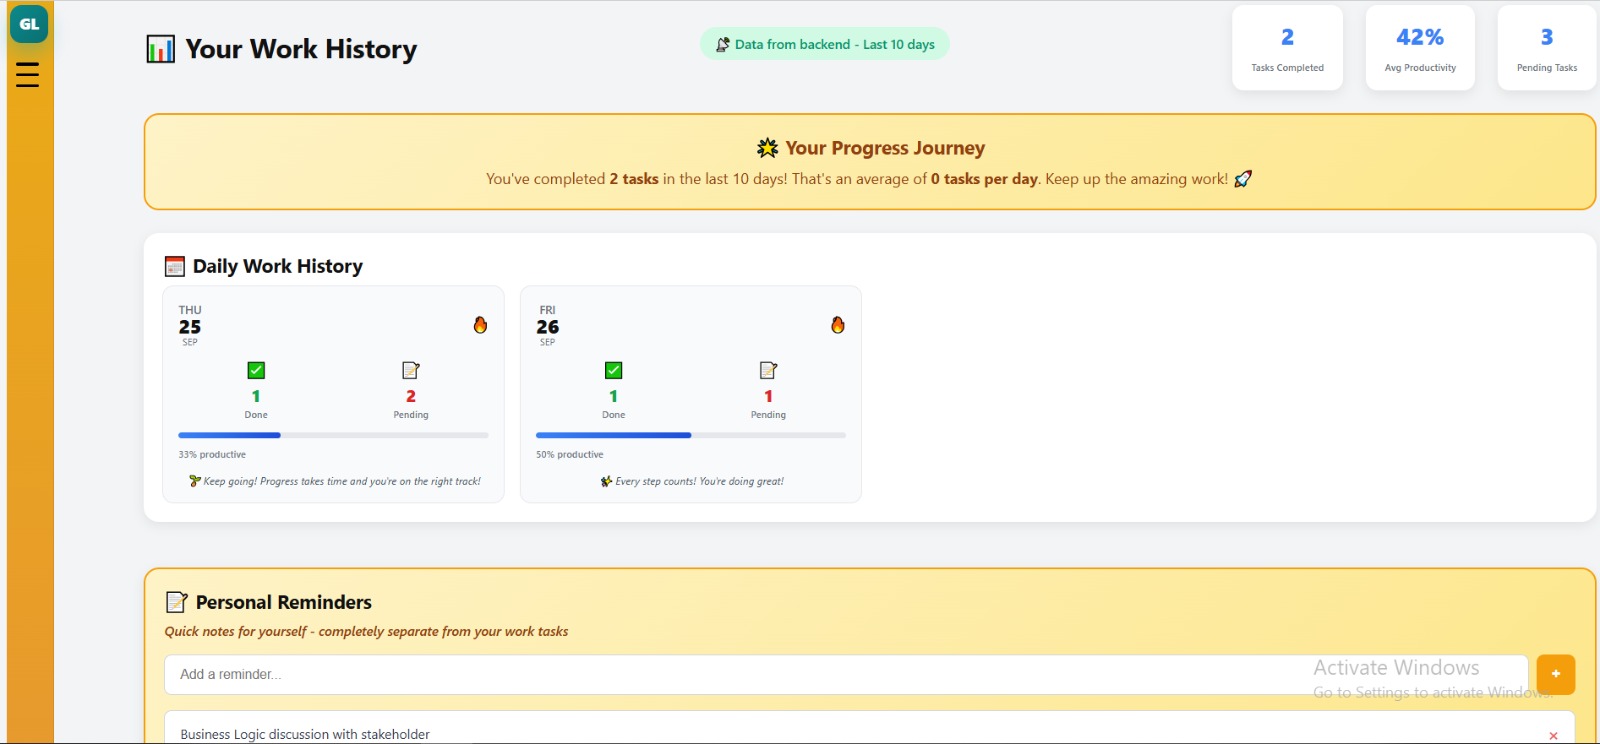 GL
Your Work History
Data from backend - Last 10 days
2
Tasks Completed
42%
Avg Productivity
3
Pending Tasks
Your Progress Journey
You've completed 2 tasks in the last 10 days! That's an average of 0 tasks per day. Keep up the amazing work!
Daily Work History
THU
25
SEP
1
Done
2
Pending
33% productive
Keep going! Progress takes time and you're on the right track!
FRI
26
SEP
1
Done
1
Pending
50% productive
Every step counts! You're doing great!
Personal Reminders
Quick notes for yourself - completely separate from your work tasks
Add a reminder...
+
Activate Windows
Go to Settings to activate Windows.
Business Logic discussion with stakeholder
×